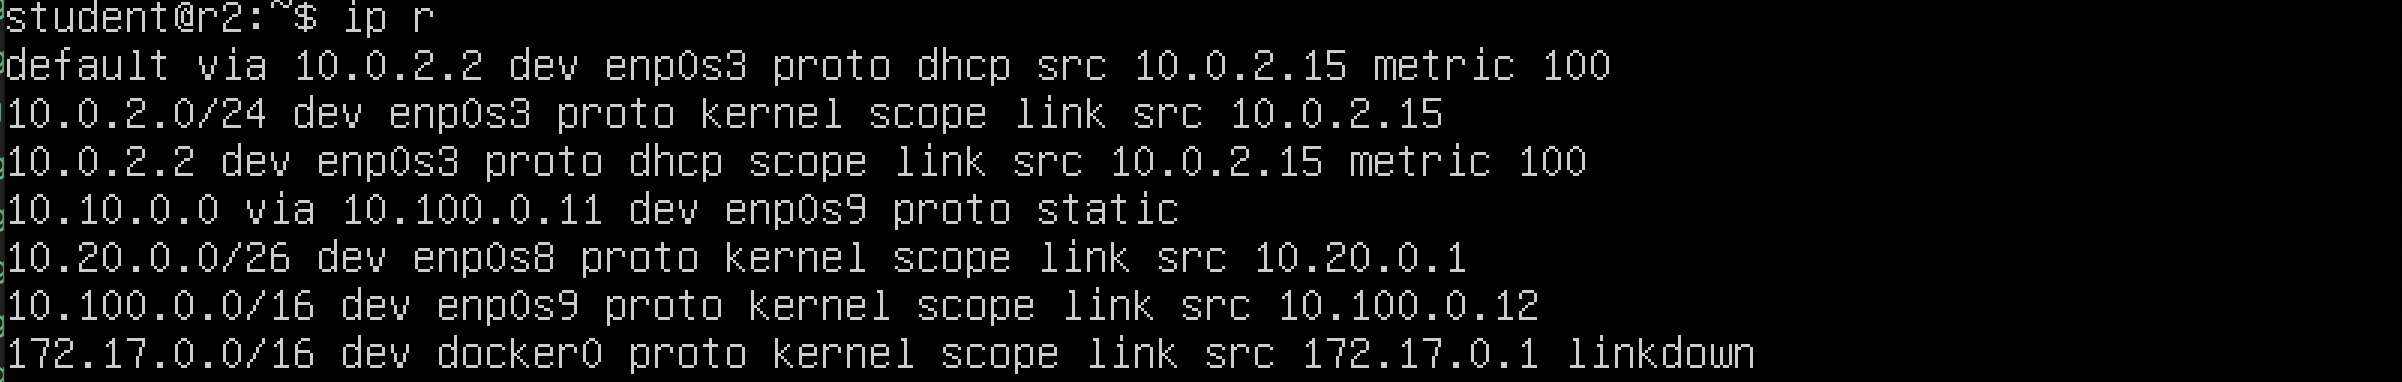 student@r2:~$ ip r
default via 10.0.2.2 dev enp0s3 proto dhcp src 10.0.2.15 metric 100
10.0.2.0/24 dev enp0s3 proto kernel scope link src 10.0.2.15
10.0.2.2 dev enp0s3 proto dhcp scope link src 10.0.2.15 metric 100
10.10.0.0 via 10.100.0.11 dev enp0s9 proto static
10.20.0.0/26 dev enp0s8 proto kernel scope link src 10.20.0.1
10.100.0.0/16 dev enp0s9 proto kernel scope link src 10.100.0.12
172.17.0.0/16 dev docker0 proto kernel scope link src 172.17.0.1 linkdown